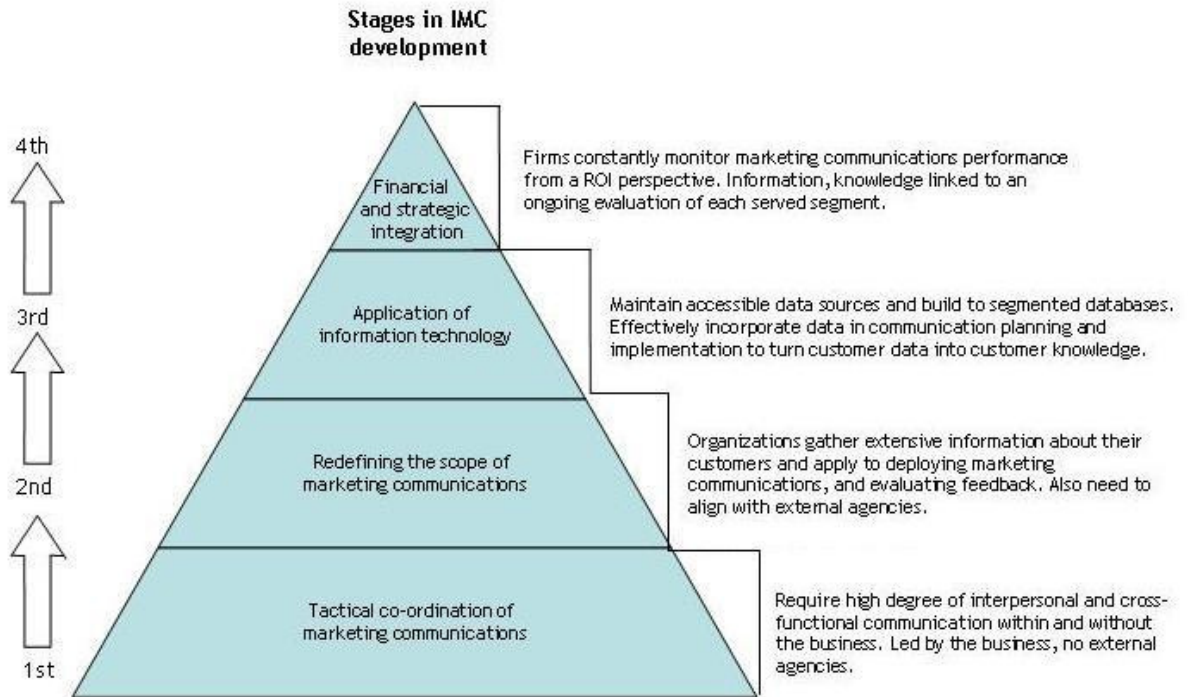 Stages in IMC
development
4th
Financial
and strategic
integration
Firms constantly monitor marketing communications performance
from a ROI perspective. Information, knowledge linked to an
ongoing evaluation of each served segment.
3rd
Application of
information technology
Maintain accessible data sources and build to segmented databases.
Effectively incorporate data in communication planning and
implementation to turn customer data into customer knowledge.
2nd
Redefining the scope of
marketing communications
Organizations gather extensive information about their
customers and apply to deploying marketing
communications, and evaluating feedback. Also need to
align with external agencies.
1st
Tactical co-ordination of
marketing communications
Require high degree of interpersonal and cross-
functional communication within and without
the business. Led by the business, no external
agencies.